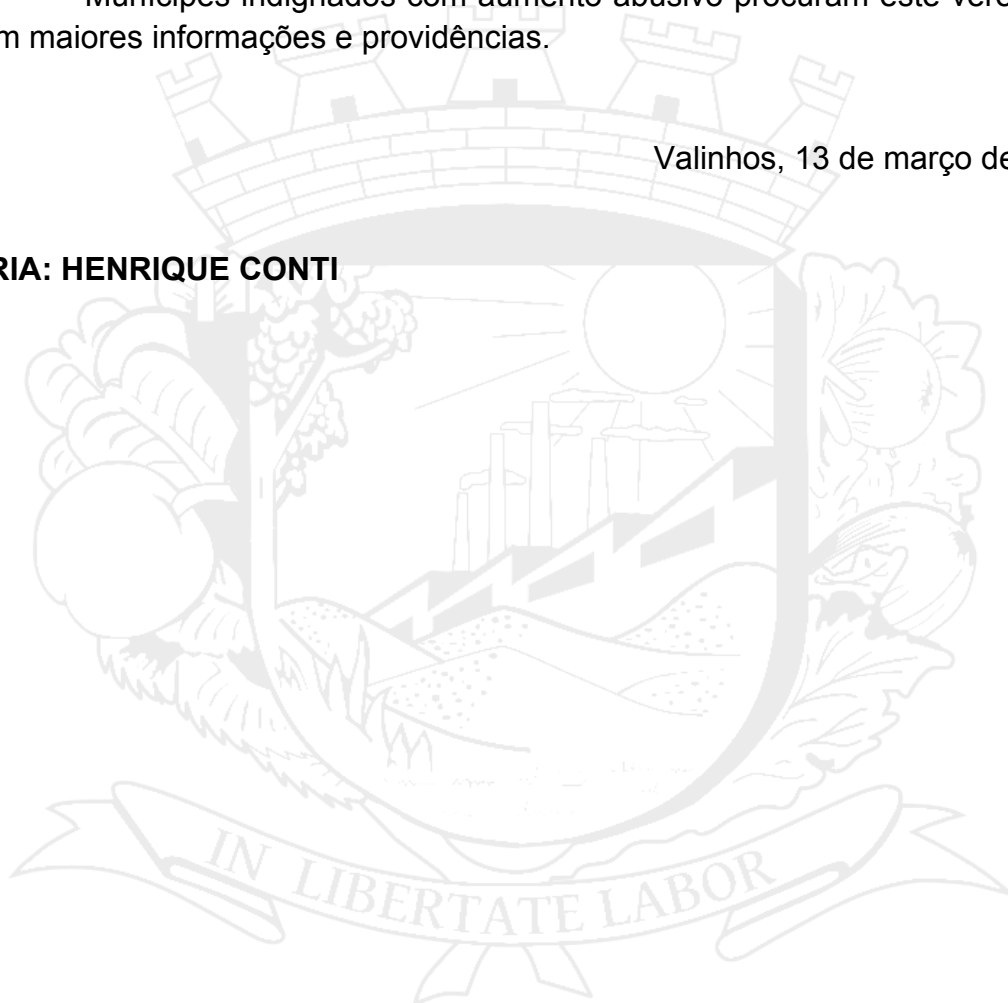 Munícipes indignados com aumento abusivo procuram este vere
m maiores informações e providências.
Valinhos, 13 de março de
RIA: HENRIQUE CONTI
IN LIBERTATE LABOR